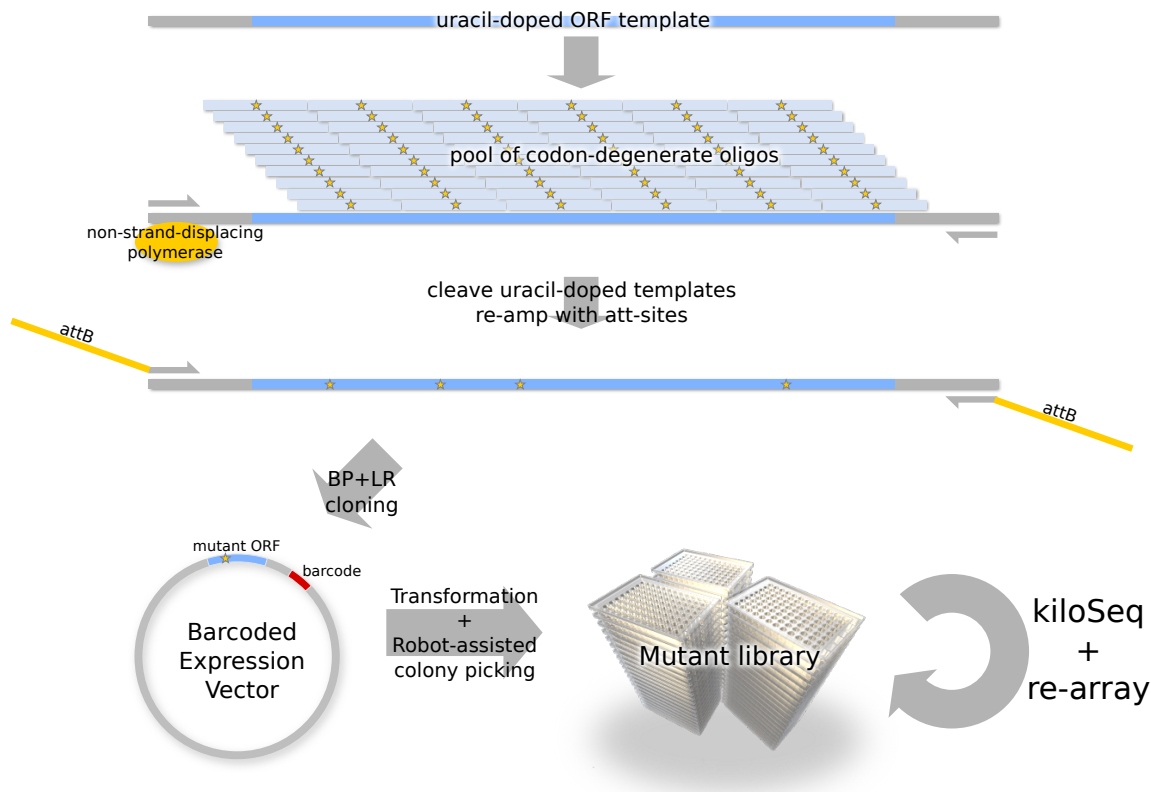 uracil-doped ORF template
pool of codon-degenerate oligos
non-strand-displacing
polymerase
cleave uracil-doped templates
re-amp with att-sites
attB
attB
BP+LR
cloning
mutant ORF
barcode
Barcoded
Expression
Vector
Transformation
+
Robot-assisted
colony picking
Mutant library
kiloSeq
+
re-array